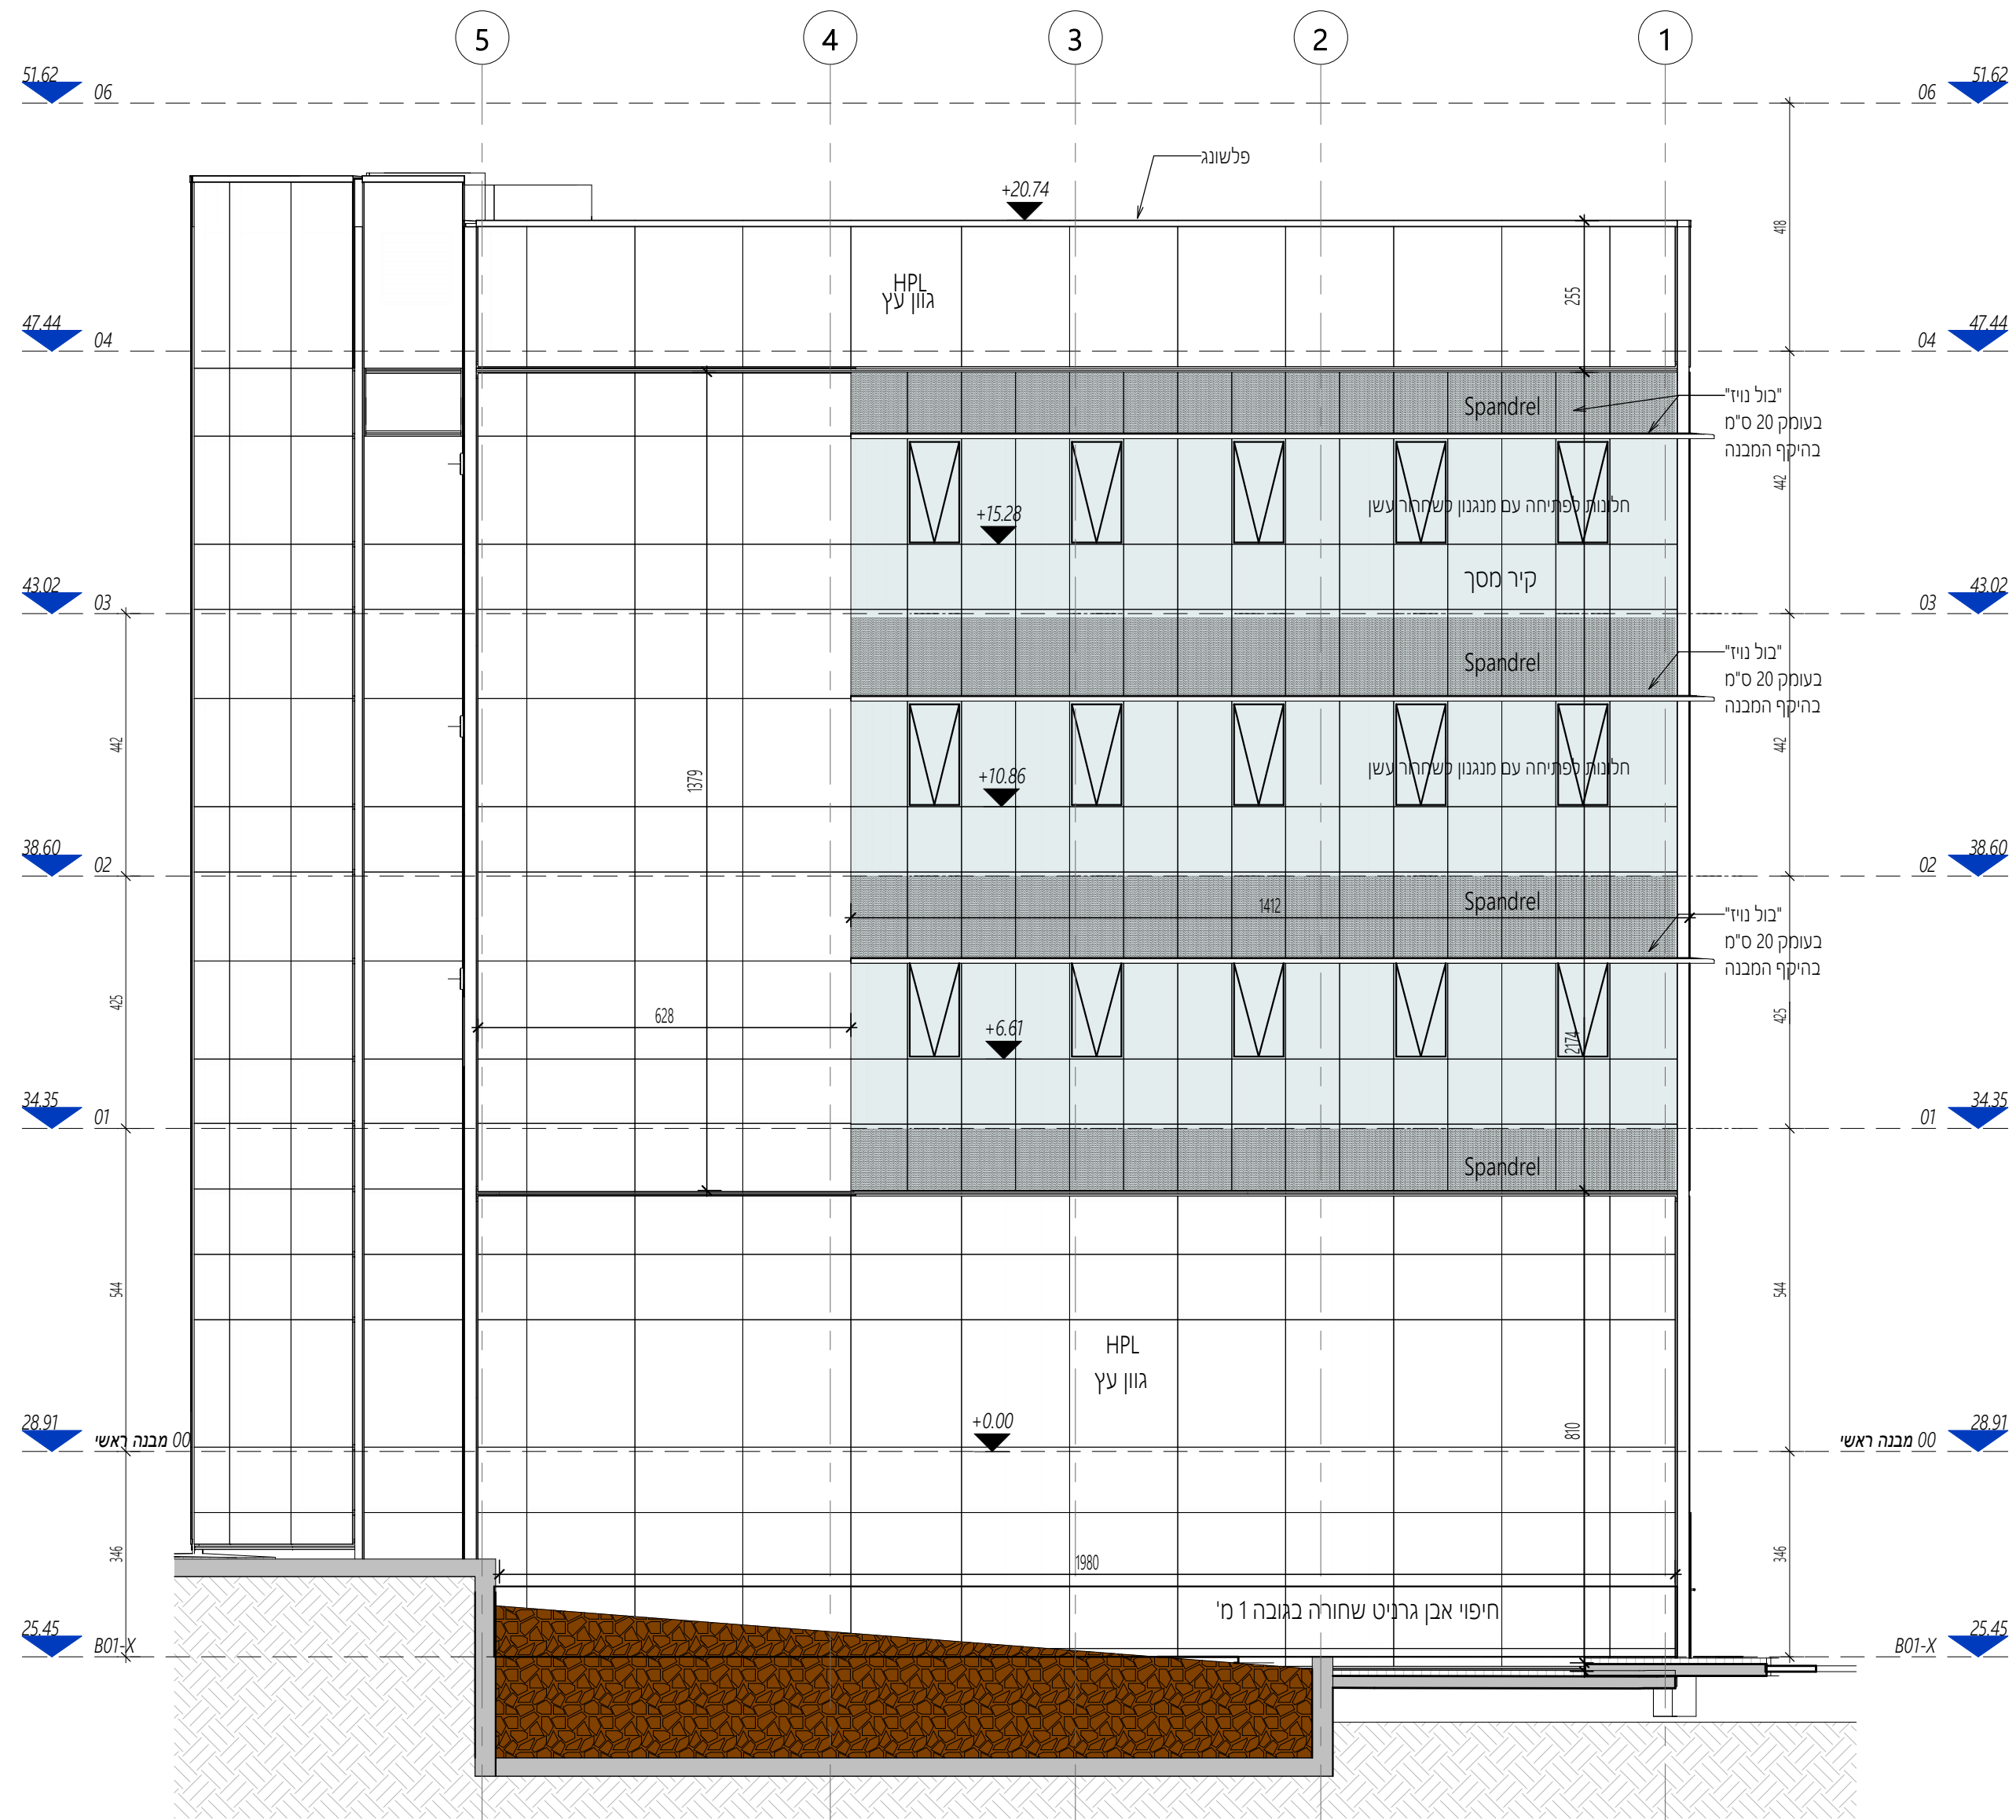 5
4
3
2
1
51.62
06
06
51.62
פלשונג
+20.74
418
HPL
גוון עץ
255
47.44
04
04
47.44
Spandrel
"בול נויז"
בעומק 20 ס"מ
בהיקף המבנה
442
חלונות לפתיחה עם מנגנון לשחרור עשן
+15.28
קיר מסך
43.02
03
03
43.02
Spandrel
"בול נויז"
בעומק 20 ס"מ
בהיקף המבנה
442
1379
442
חלונות לפתיחה עם מנגנון לשחרור עשן
+10.86
38.60
02
02
38.60
Spandrel
1412
"בול נויז"
בעומק 20 ס"מ
בהיקף המבנה
425
628
+6.61
2174
425
34.35
01
01
34.35
Spandrel
544
HPL
גוון עץ
544
+0.00
810
28.91
00 מבנה ראשי
00 מבנה ראשי
28.91
346
1980
346
חיפוי אבן גרניט שחורה בגובה 1 מ'
25.45
B01-X
B01-X
25.45